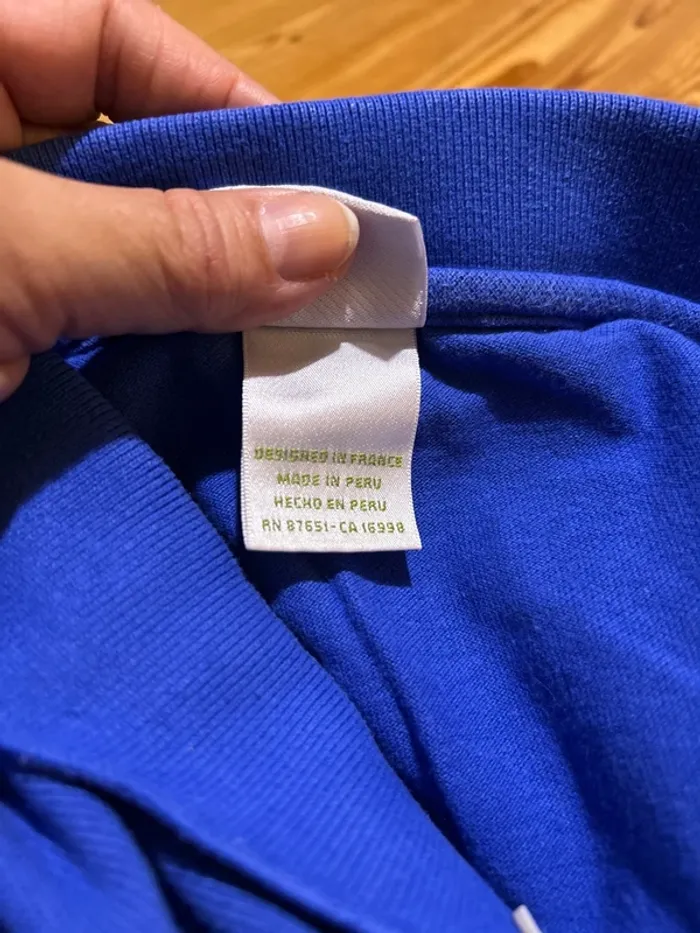 DESIGNED IN FRANCE
MADE IN PERU
HECHO EN PERU
RN 87651-CA 16998